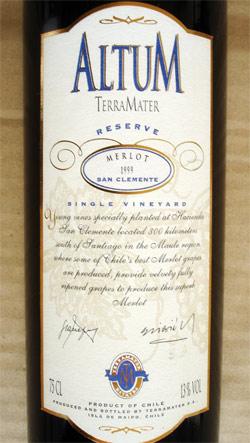 ALTUM
TERRAMATER
RESERVE
MERLOT
1999
SAN CLEMENTE
SINGLE VINEYARD
Young vines specially planted at Hacienda
San Clemente located 300 kilometers
south of Santiago in the Maule region
where some of Chile's best Merlot grapes
are produced, provide velvety fully
ripened grapes to produce this superb
Merlot
TERRAMATER
75 CL
13% VOL
PRODUCT OF CHILE
PRODUCED AND BOTTLED BY TERRAMATER S.A.
ISLA DE MAIPO, CHILE